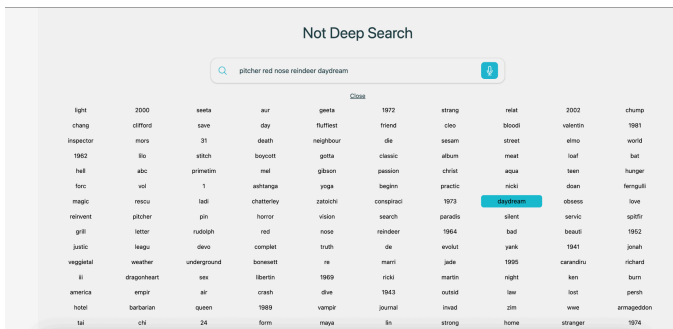 Not Deep Search
pitcher red nose reindeer daydream
Close
light 2000 seeta aur geeta 1972 strang relat 2002 chump
chang clifford save day fluffiest friend cleo bloodi valentin 1981
inspector mors 31 death neighbour die sesam street elmo world
1962 lilo stitch boycott gotta classic album meat loaf bat
hell abc primetim mel gibson passion christ aqua teen hunger
forc vol 1 ashtanga yoga beginn practic nicki doan ferngulli
magic rescu ladi chatterley zatoichi conspiraci 1973 daydream obsess love
reinvent pitcher pin horror vision search paradis silent servic spitfir
grill letter rudolph red nose reindeer 1964 bad beauti 1952
justic leagu devo complet truth de evolut yank 1941 jonah
veggietal weather underground bonesett re marri jade 1995 carandiru richard
iii dragonheart sex libertin 1969 ricki martin night ken burn
america empir air crash dive 1943 outsid law lost persh
hotel barbarian queen 1989 vampir journal invad zim wwe armageddon
tai chi 24 form maya lin strong home stranger 1974